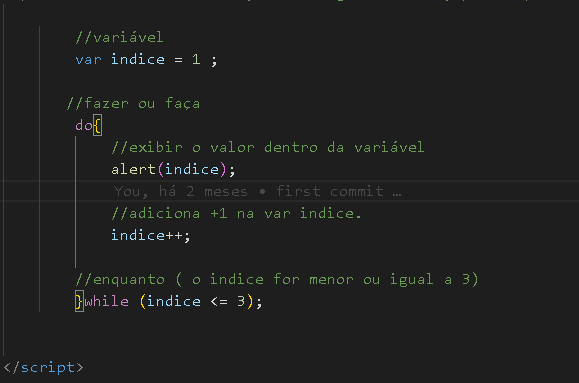 //variável
var indice = 1 ;
//fazer ou faça
do{
//exibir o valor dentro da variável
alert(indice);
You, há 2 meses • first commit …
//adiciona +1 na var indice.
indice++;
//enquanto ( o indice for menor ou igual a 3)
}while (indice <= 3);
</script>